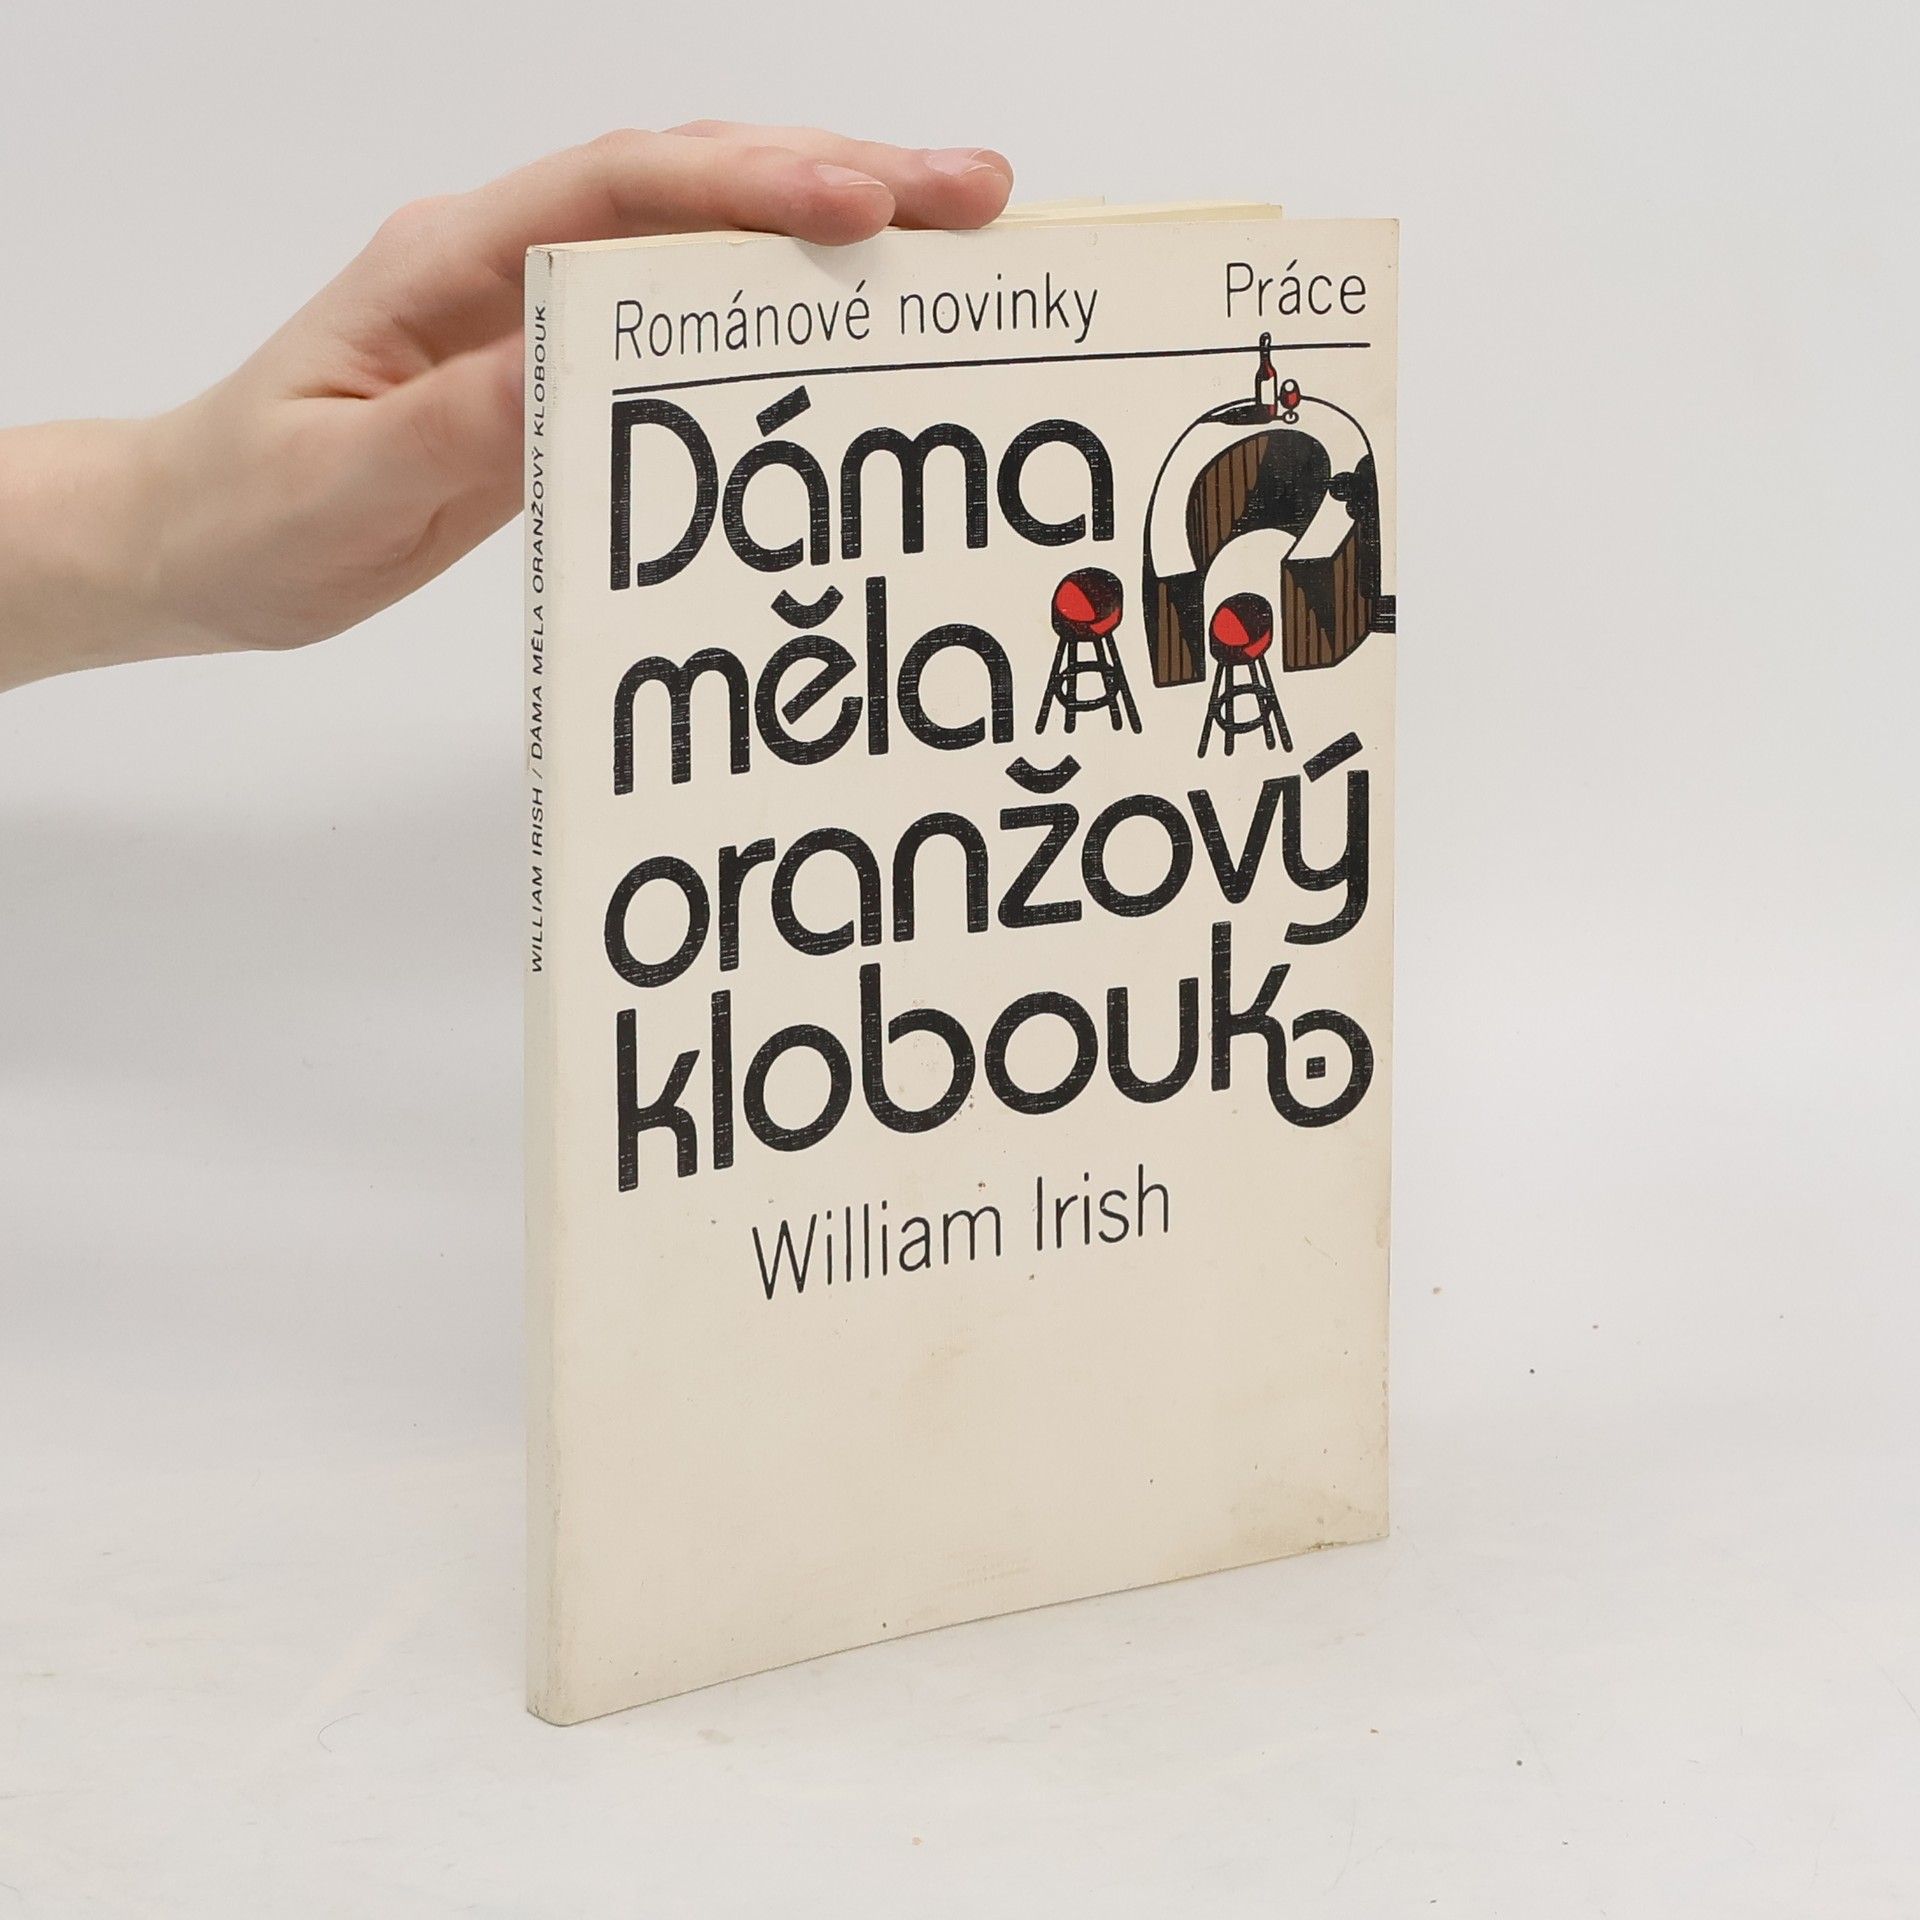 WILLIAM IRISH / DÁMA MĚLA ORANŽOVÝ KLOBOUK
Románové novinky Práce
Dáma
měla
oranžový
klobouk
William Irish